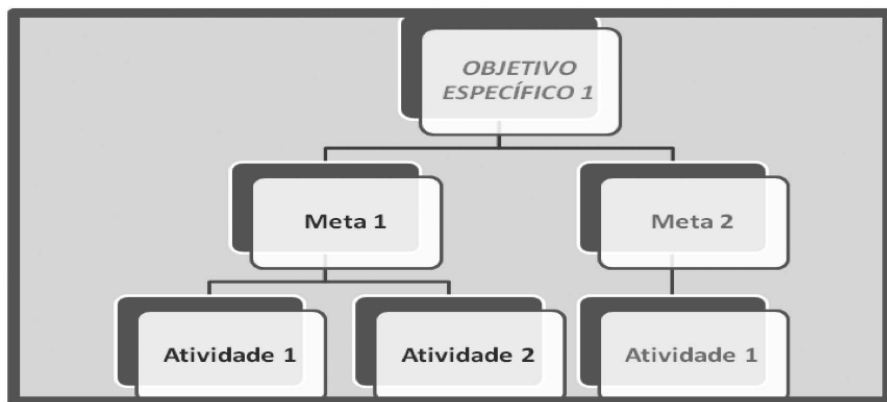 OBJETIVO
ESPECÍFICO 1
Meta 1
Meta 2
Atividade 1
Atividade 2
Atividade 1